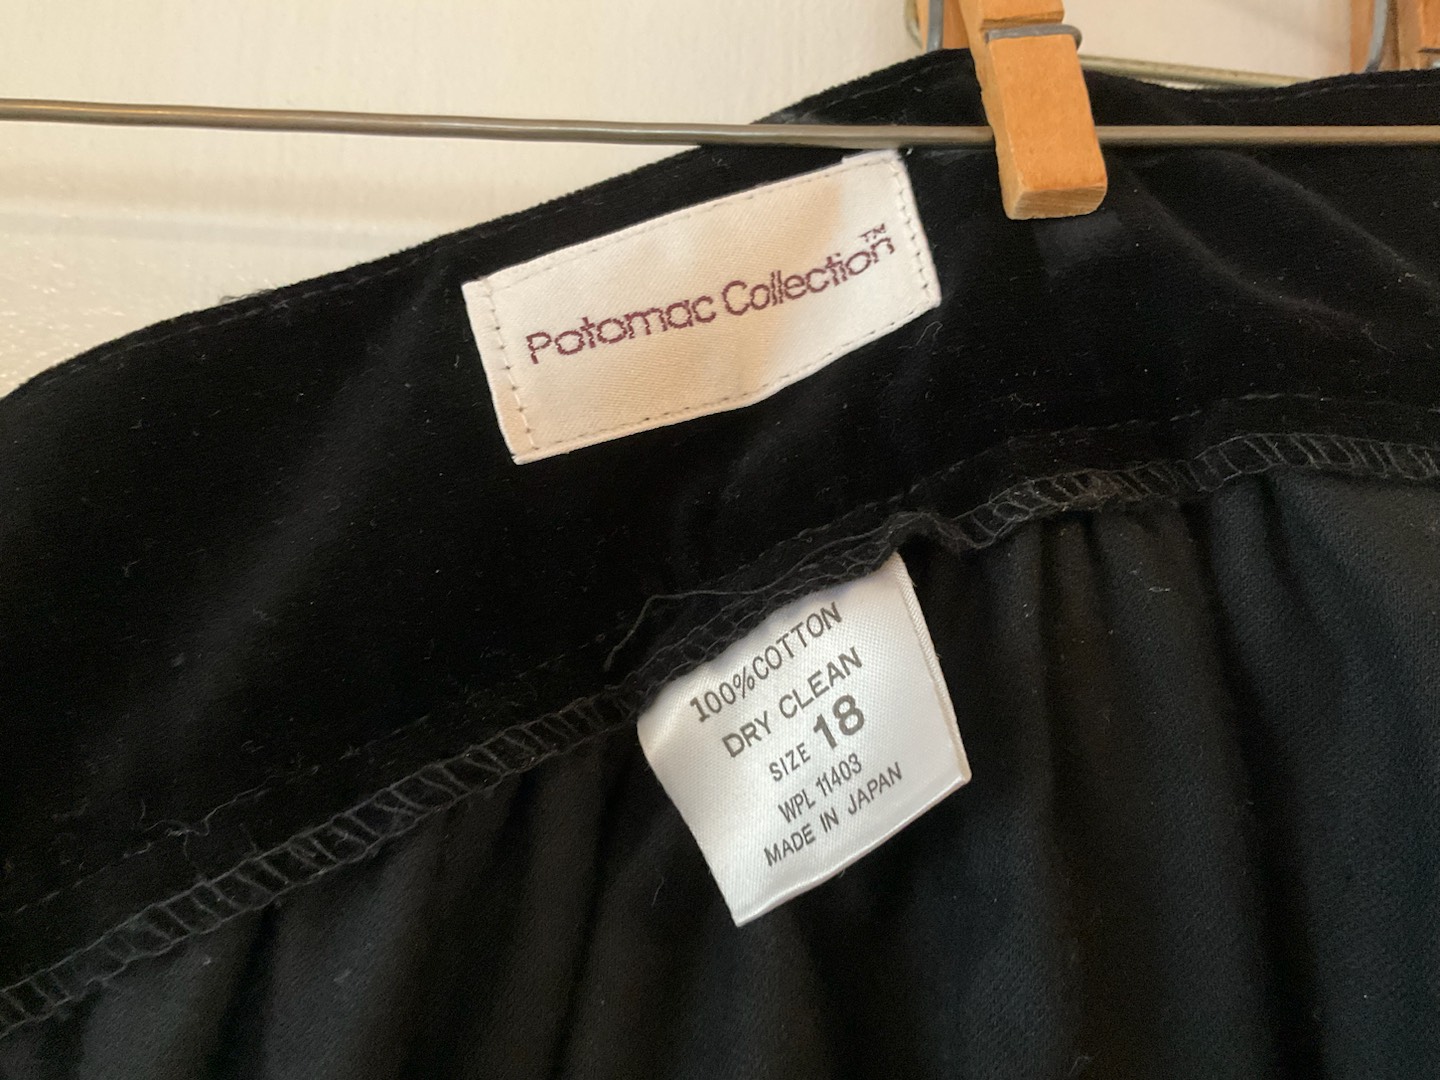 Potomac Collection™
100% COTTON
DRY CLEAN
SIZE 18
WPL 11403
MADE IN JAPAN